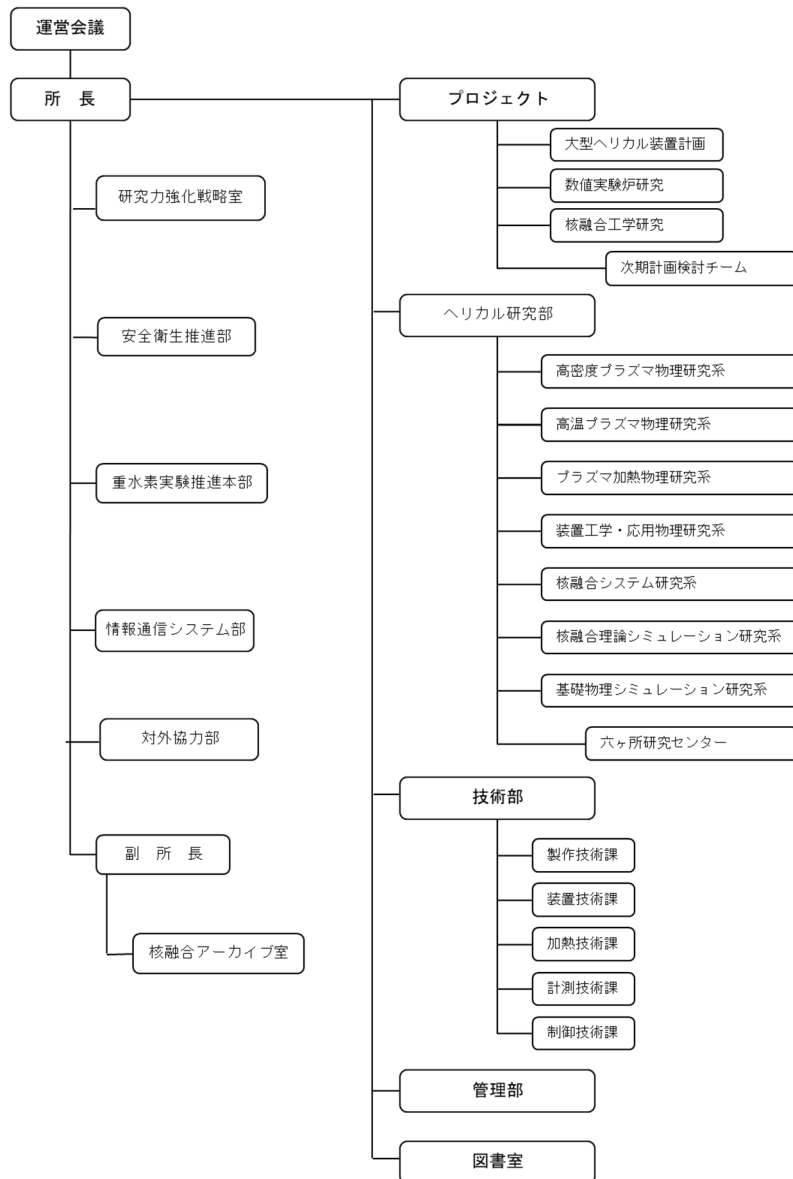 運営会議
所　長
研究力強化戦略室
安全衛生推進部
重水素実験推進本部
情報通信システム部
対外協力部
副　所　長
核融合アーカイブ室
プロジェクト
大型ヘリカル装置計画
数値実験炉研究
核融合工学研究
次期計画検討チーム
ヘリカル研究部
高密度プラズマ物理研究系
高温プラズマ物理研究系
プラズマ加熱物理研究系
装置工学・応用物理研究系
核融合システム研究系
核融合理論シミュレーション研究系
基礎物理シミュレーション研究系
六ヶ所研究センター
技術部
製作技術課
装置技術課
加熱技術課
計測技術課
制御技術課
管理部
図書室